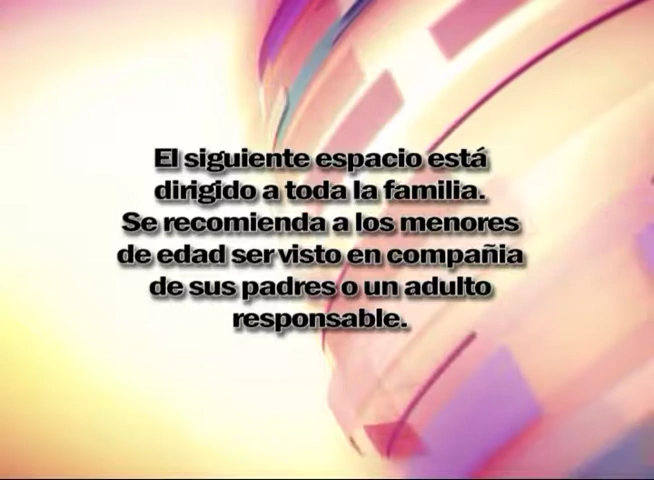 El siguiente espacio está
dirigido a toda la familia.
Se recomienda a los menores
de edad ser visto en compañia
de sus padres o un adulto
responsable.